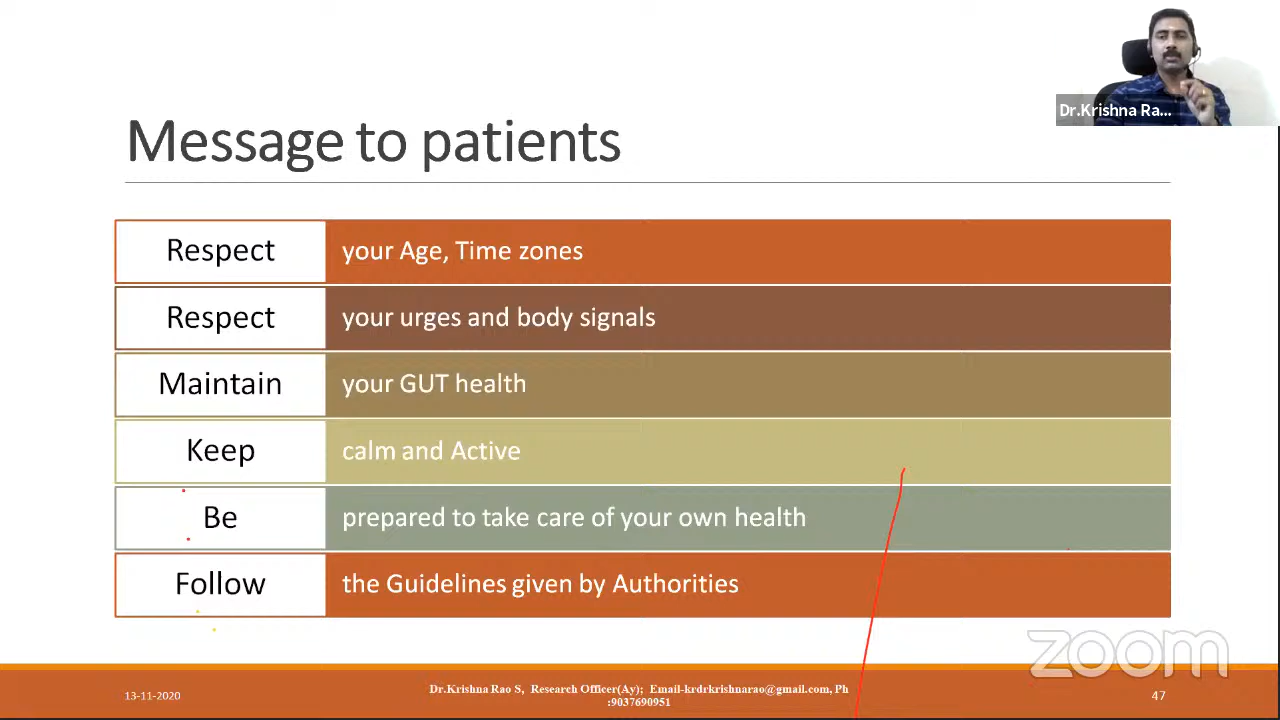 Dr.Krishna Ra...
Message to patients
Respect your Age, Time zones
Respect your urges and body signals
Maintain your GUT health
Keep calm and Active
Be prepared to take care of your own health
Follow the Guidelines given by Authorities
zoom
13-11-2020
Dr.Krishna Rao S, Research Officer(Ay); Email-krdrkrishnarao@gmail.com, Ph
:9037690951
47